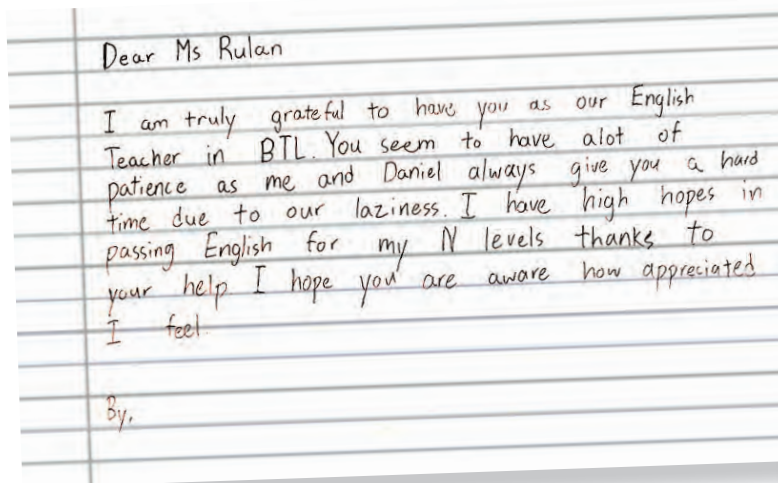 Dear Ms Rulan
I am truly grateful to have you as our English
Teacher in BTL. You seem to have alot of
patience as me and Daniel always give you a hard
time due to our laziness. I have high hopes in
passing English for my N levels thanks to
your help I hope you are aware how appreciated
I feel.
By,